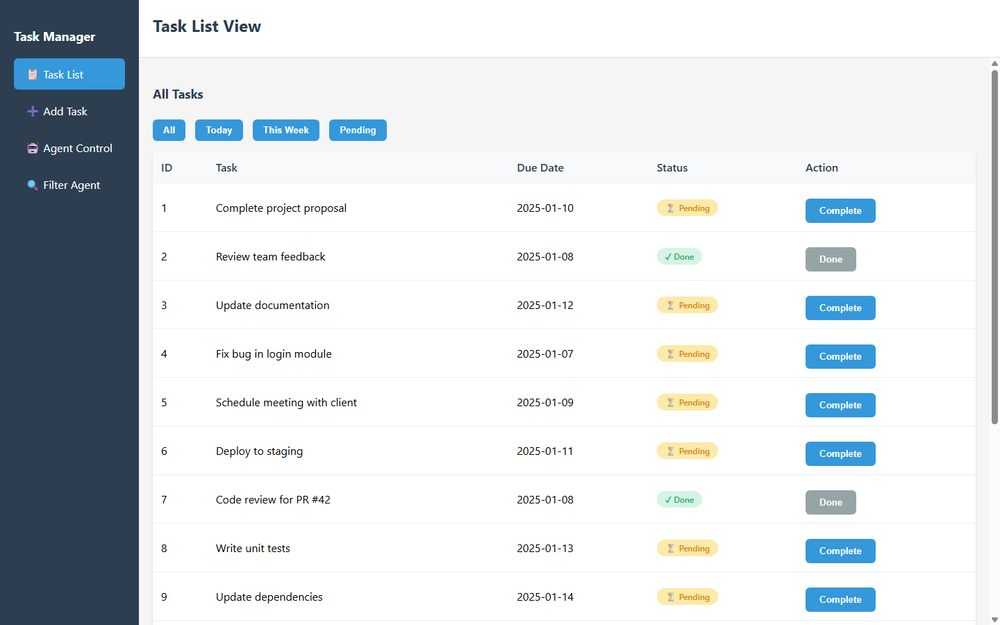 Task Manager
Task List
Add Task
Agent Control
Filter Agent
Task List View
All Tasks
All Today This Week Pending
ID Task Due Date Status Action
1 Complete project proposal 2025-01-10 ⏳ Pending Complete
2 Review team feedback 2025-01-08 ✓ Done Done
3 Update documentation 2025-01-12 ⏳ Pending Complete
4 Fix bug in login module 2025-01-07 ⏳ Pending Complete
5 Schedule meeting with client 2025-01-09 ⏳ Pending Complete
6 Deploy to staging 2025-01-11 ⏳ Pending Complete
7 Code review for PR #42 2025-01-08 ✓ Done Done
8 Write unit tests 2025-01-13 ⏳ Pending Complete
9 Update dependencies 2025-01-14 ⏳ Pending Complete